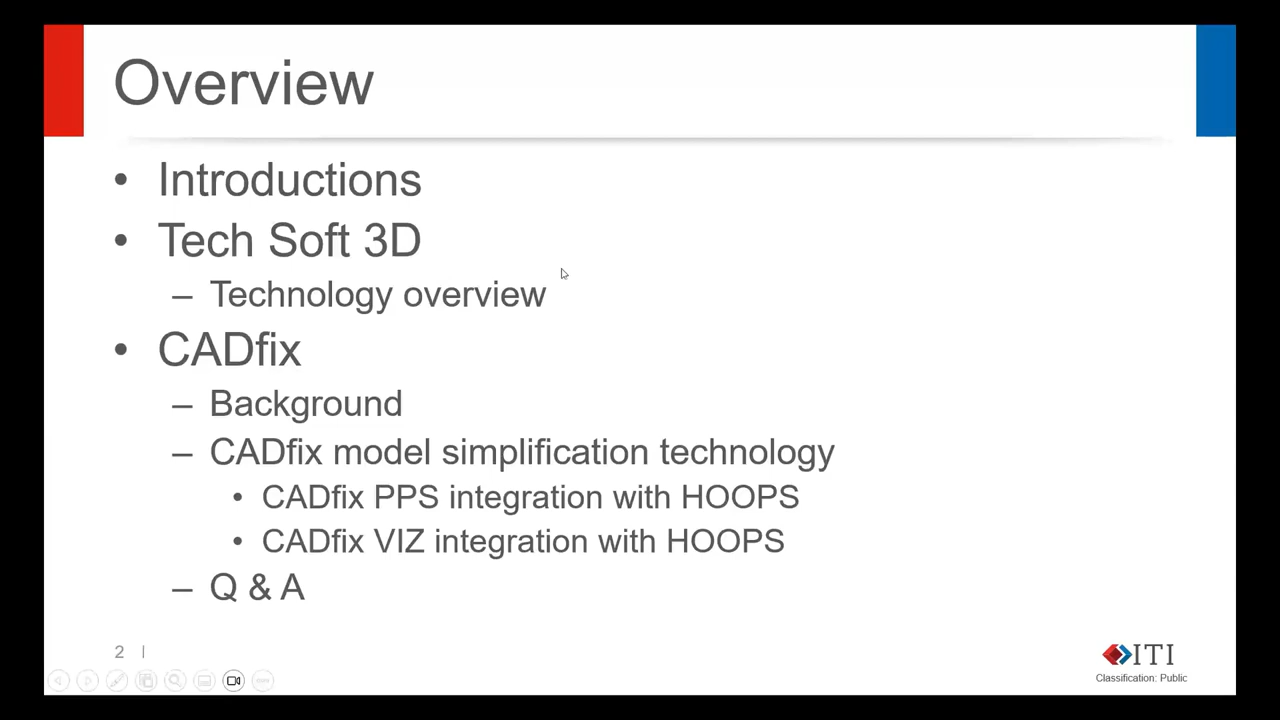 Overview
• Introductions
• Tech Soft 3D
– Technology overview
• CADfix
– Background
– CADfix model simplification technology
• CADfix PPS integration with HOOPS
• CADfix VIZ integration with HOOPS
– Q & A
2 |
ITI
Classification: Public